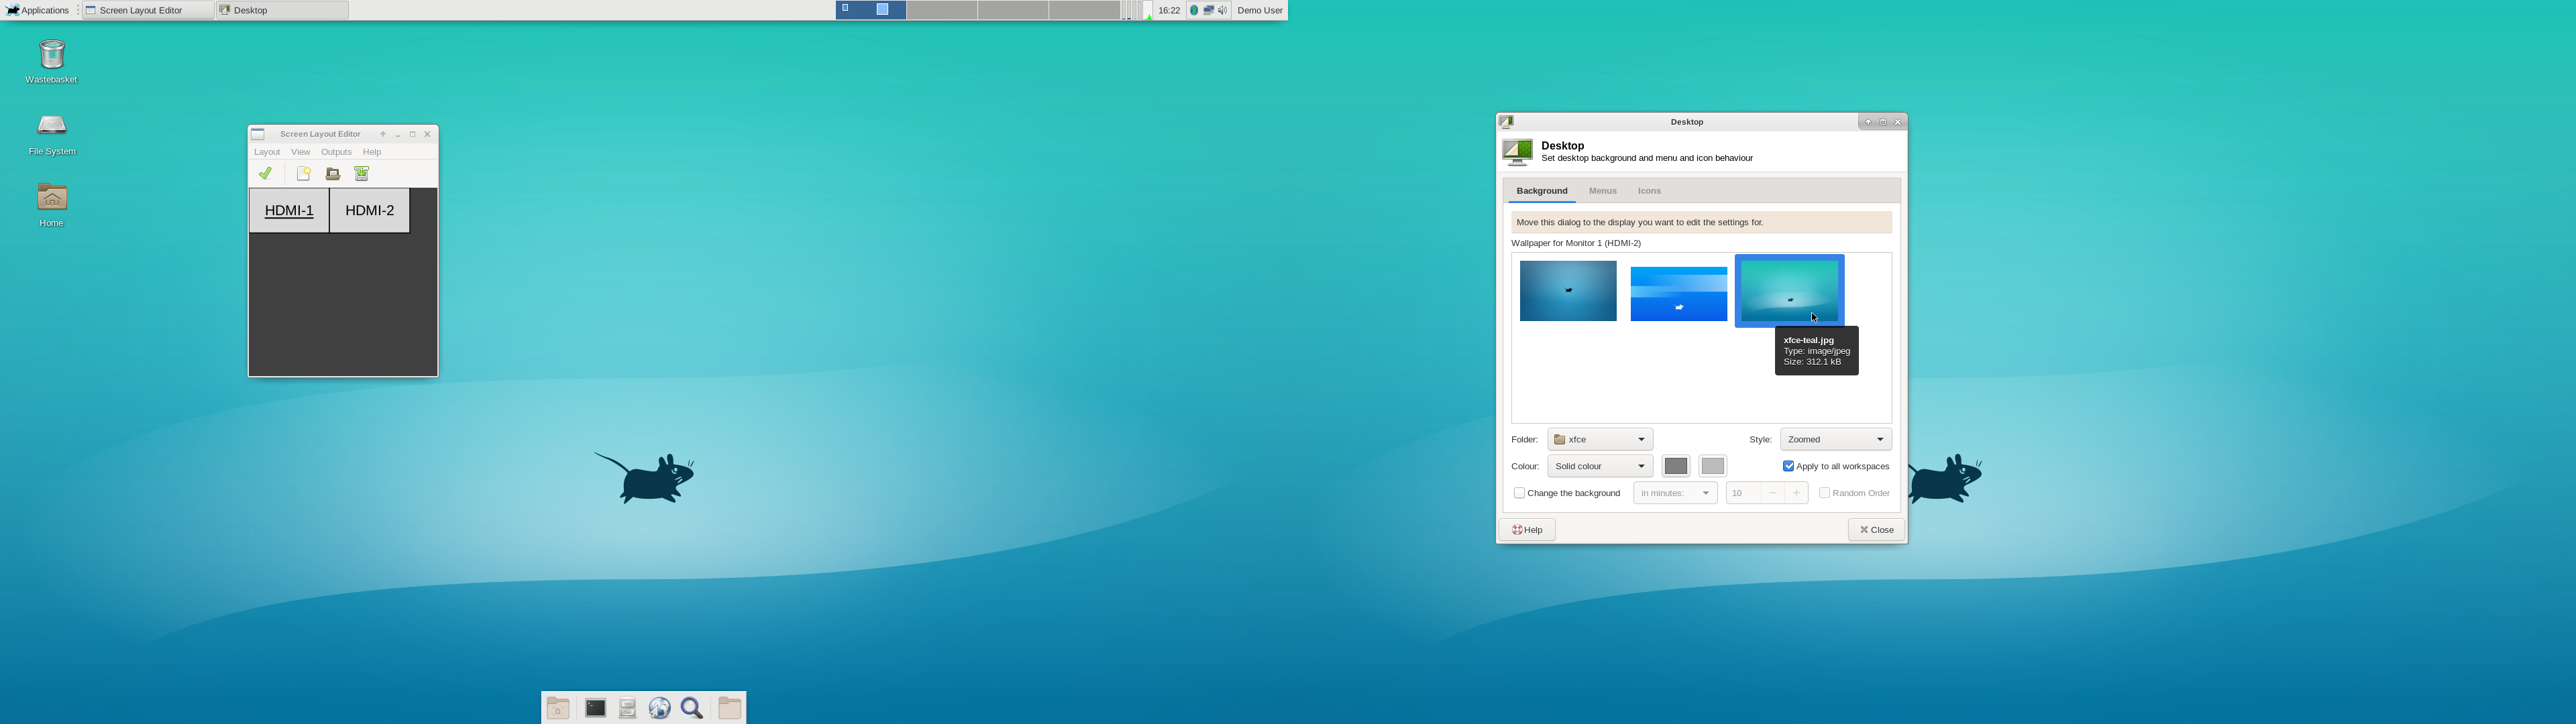 Applications
Screen Layout Editor
Desktop
16:22
Demo User
Wastebasket
File System
Home
Screen Layout Editor
Layout View Outputs Help
HDMI-1 HDMI-2
Desktop
Desktop
Set desktop background and menu and icon behaviour
Background Menus Icons
Move this dialog to the display you want to edit the settings for.
Wallpaper for Monitor 1 (HDMI-2)
xfce-teal.jpg
Type: image/jpeg
Size: 312.1 kB
Folder: xfce Style: Zoomed
Colour: Solid colour Apply to all workspaces
Change the background in minutes: 10 Random Order
Help Close